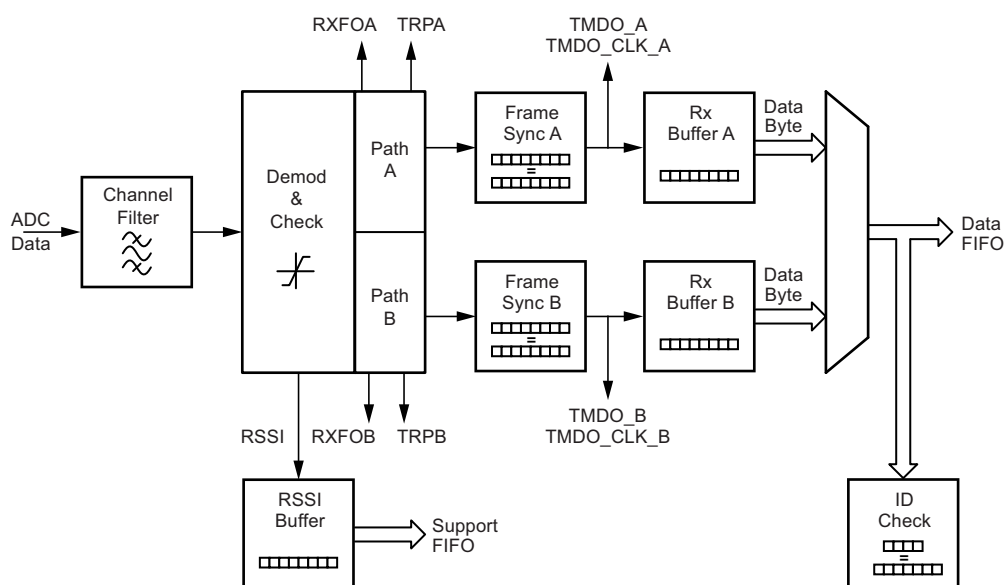 RXFOA
TRPA
TMDO_A
TMDO_CLK_A
ADC
Data
Channel
Filter
Demod
&
Check
Path
A
Path
B
Frame
Sync A
=
Rx
Buffer A
Data
Byte
Frame
Sync B
=
Rx
Buffer B
Data
Byte
Data
FIFO
RSSI
RXFOB
TRPB
TMDO_B
TMDO_CLK_B
RSSI
Buffer
Support
FIFO
ID
Check
=